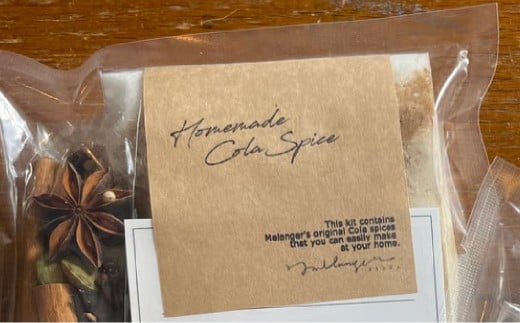 Homemade
Cola Spice
This kit contains
Melanger's original Cola spices
that you can easily make
at your home.